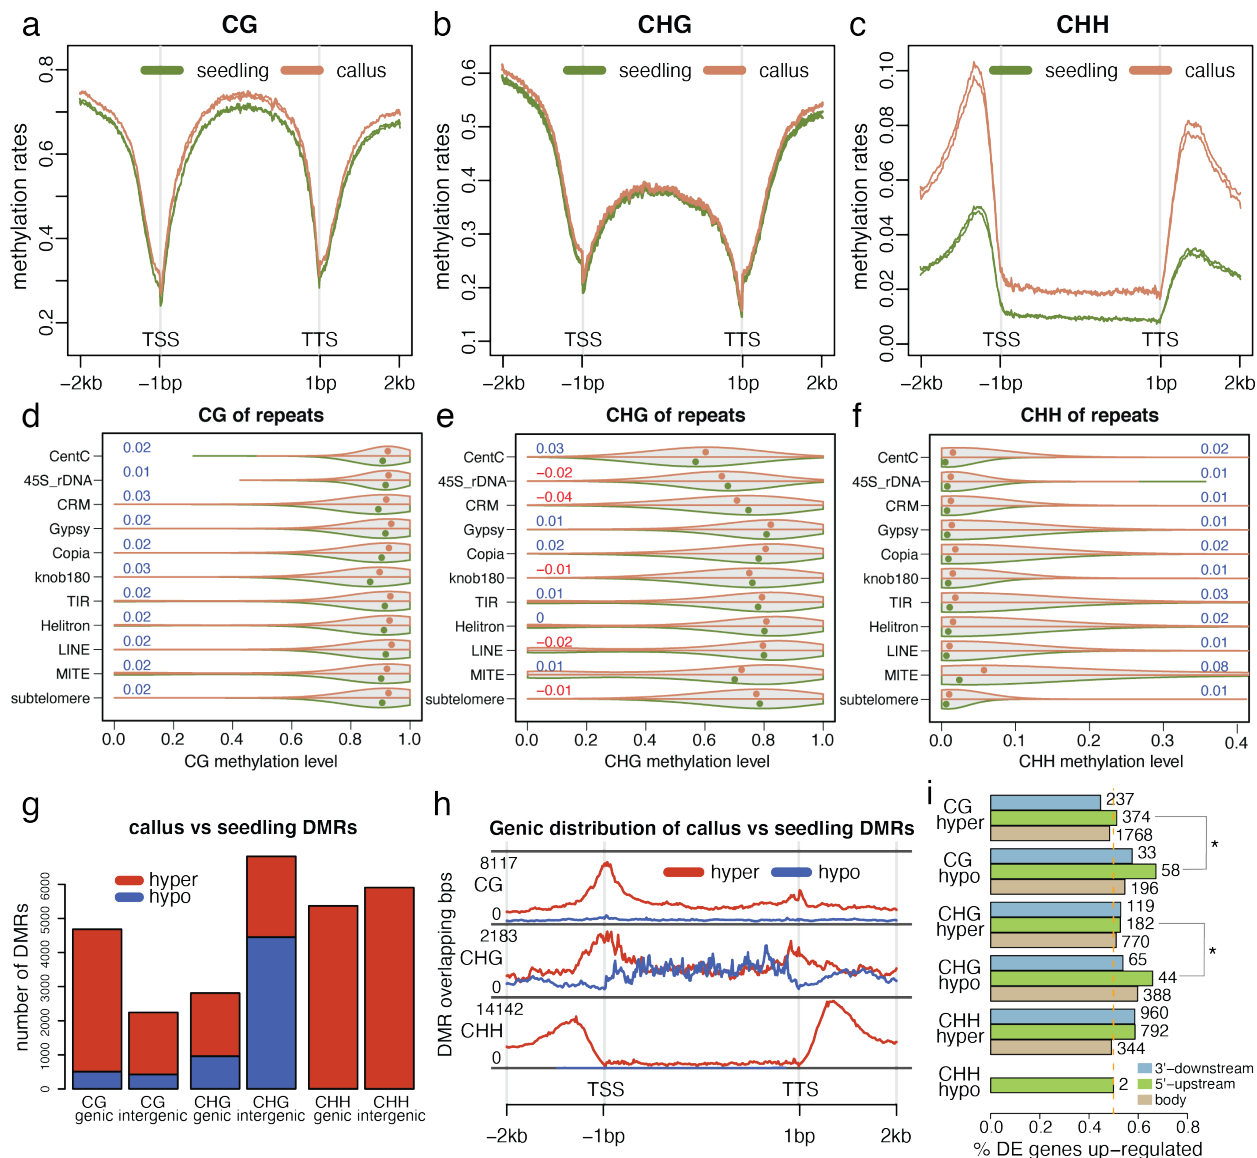 a
CG
seedling
callus
methylation rates
0.8
0.6
0.4
0.2
TSS
TTS
−2kb
−1bp
1bp
2kb
b
CHG
seedling
callus
methylation rates
0.6
0.5
0.4
0.3
0.2
0.1
TSS
TTS
−2kb
−1bp
1bp
2kb
c
CHH
seedling
callus
methylation rates
0.10
0.08
0.06
0.04
0.02
0.00
TSS
TTS
−2kb
−1bp
1bp
2kb
d
CG of repeats
CentC 0.02
45S_rDNA 0.01
CRM 0.03
Gypsy 0.02
Copia 0.02
knob180 0.03
TIR 0.02
Helitron 0.02
LINE 0.02
MITE 0.02
subtelomere 0.02
0.0 0.2 0.4 0.6 0.8 1.0
CG methylation level
e
CHG of repeats
CentC 0.03
45S_rDNA −0.02
CRM −0.04
Gypsy 0.01
Copia 0.02
knob180 −0.01
TIR 0.01
Helitron 0
LINE −0.02
MITE 0.01
subtelomere −0.01
0.0 0.2 0.4 0.6 0.8 1.0
CHG methylation level
f
CHH of repeats
CentC 0.02
45S_rDNA 0.01
CRM 0.01
Gypsy 0.01
Copia 0.02
knob180 0.01
TIR 0.03
Helitron 0.02
LINE 0.01
MITE 0.08
subtelomere 0.01
0.0 0.1 0.2 0.3 0.4
CHH methylation level
g
callus vs seedling DMRs
hyper
hypo
number of DMRs
6000
5000
4000
3000
2000
1000
0
CG genic
CG intergenic
CHG genic
CHG intergenic
CHH genic
CHH intergenic
h
Genic distribution of callus vs seedling DMRs
hyper
hypo
DMR overlapping bps
8117
CG
0
2183
CHG
0
14142
CHH
0
TSS
TTS
−2kb
−1bp
1bp
2kb
i
CG hyper
237
374
1768
CG hypo
33
58
196
*
CHG hyper
119
182
770
CHG hypo
65
44
388
*
CHH hyper
960
792
344
CHH hypo
2
3'−downstream
5'−upstream
body
0.0 0.2 0.4 0.6 0.8
% DE genes up−regulated